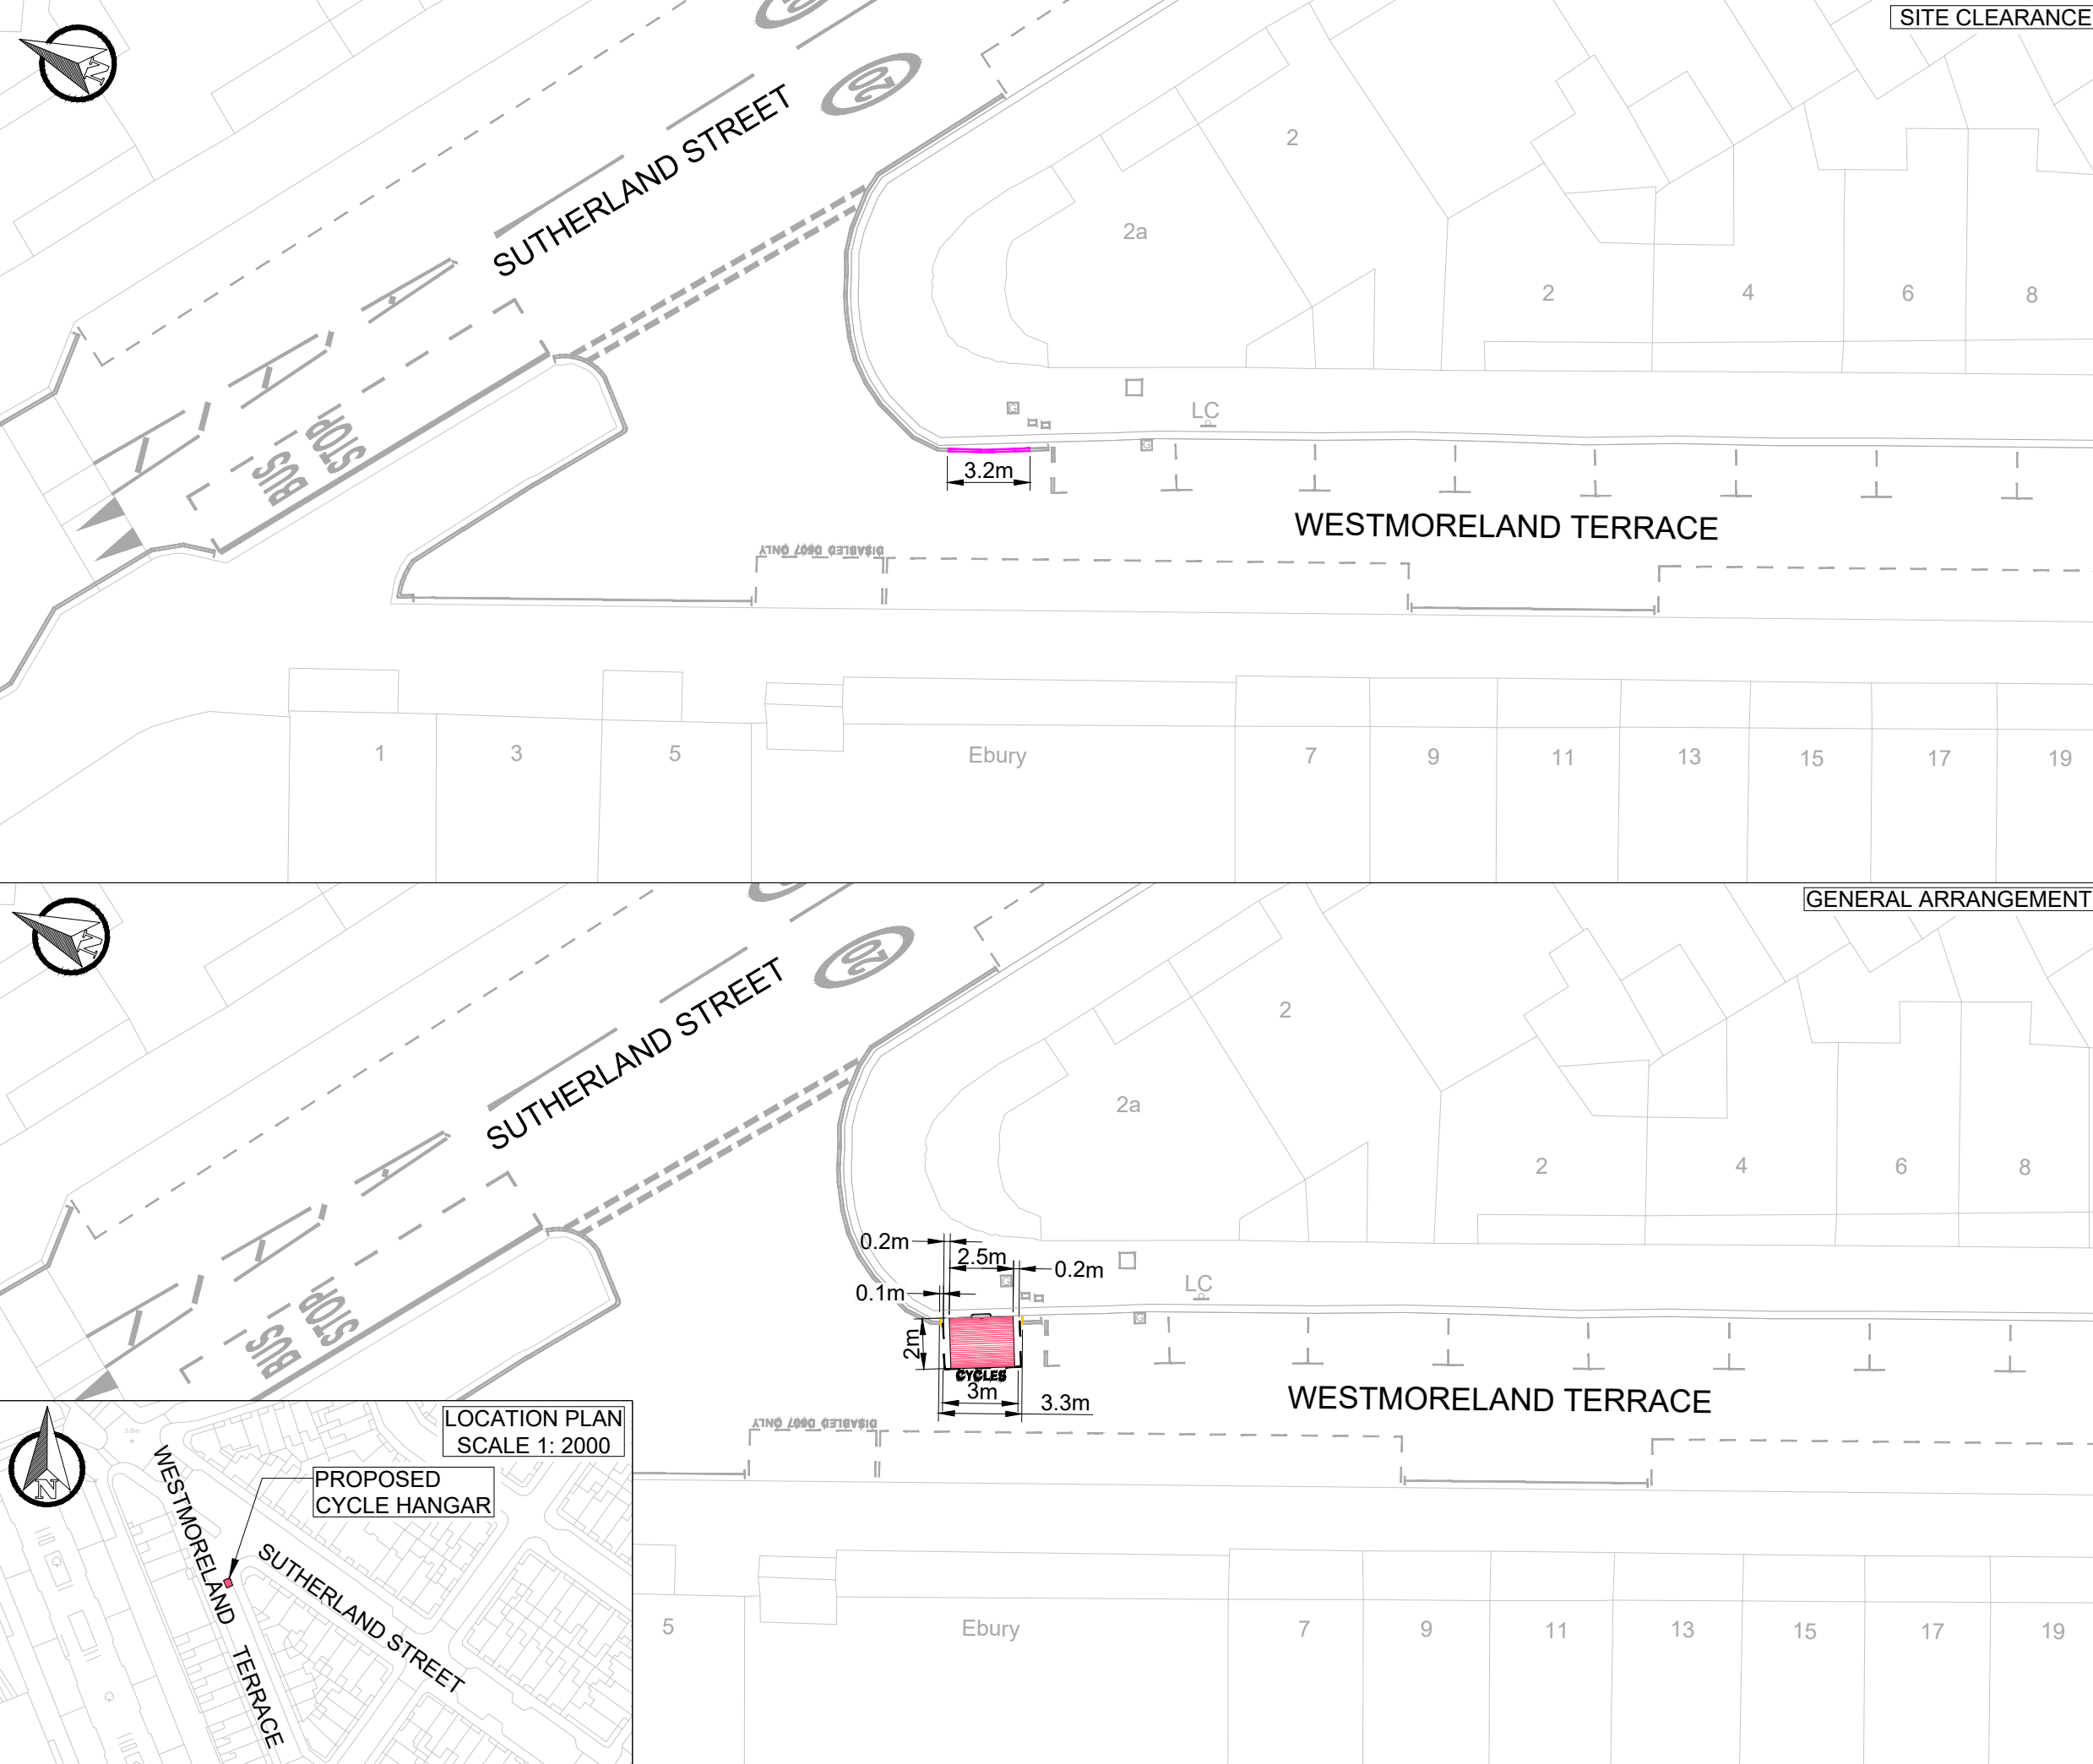 SITE CLEARANCE
N
20
SUTHERLAND STREET
2
2a
2
4
6
8
BUS
STOP
G
LC
G
3.2m
WESTMORELAND TERRACE
DISABLED ONLY
1
3
5
Ebury
7
9
11
13
15
17
19
GENERAL ARRANGEMENT
N
20
SUTHERLAND STREET
2
2a
2
4
6
8
0.2m
2.5m
0.2m
0.1m
G
LC
G
BUS
STOP
2m
CYCLES
3m
3.3m
WESTMORELAND TERRACE
DISABLED ONLY
5
Ebury
7
9
11
13
15
17
19
LOCATION PLAN
SCALE 1: 2000
PROPOSED
CYCLE HANGAR
N
WESTMORELAND TERRACE
SUTHERLAND STREET